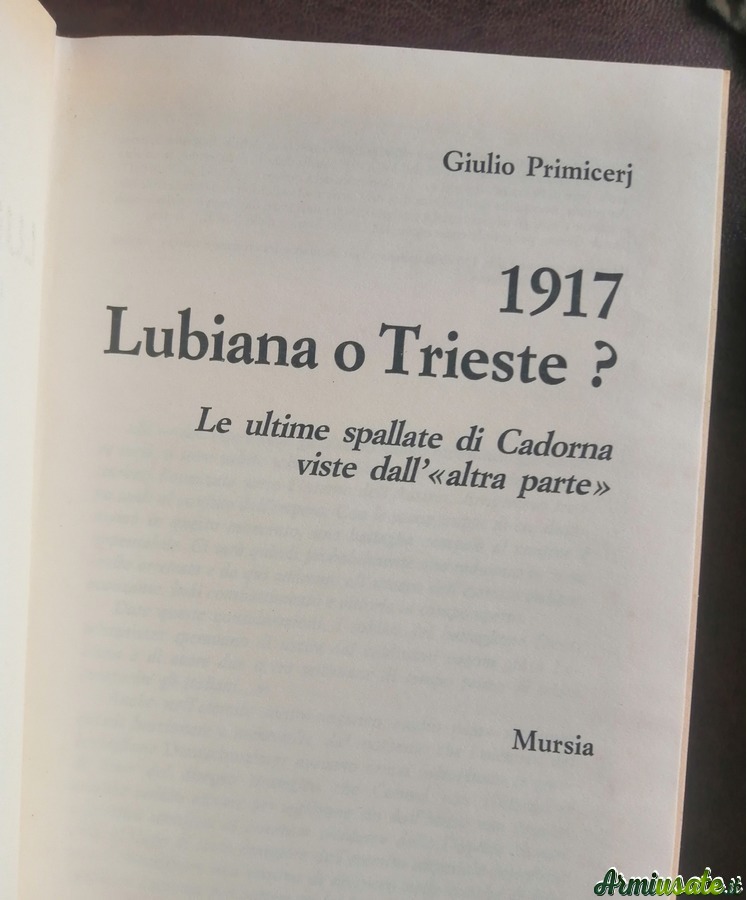 Giulio Primicerj
1917
Lubiana o Trieste ?
Le ultime spallate di Cadorna
viste dall'«altra parte»
Mursia
Armiusate.it